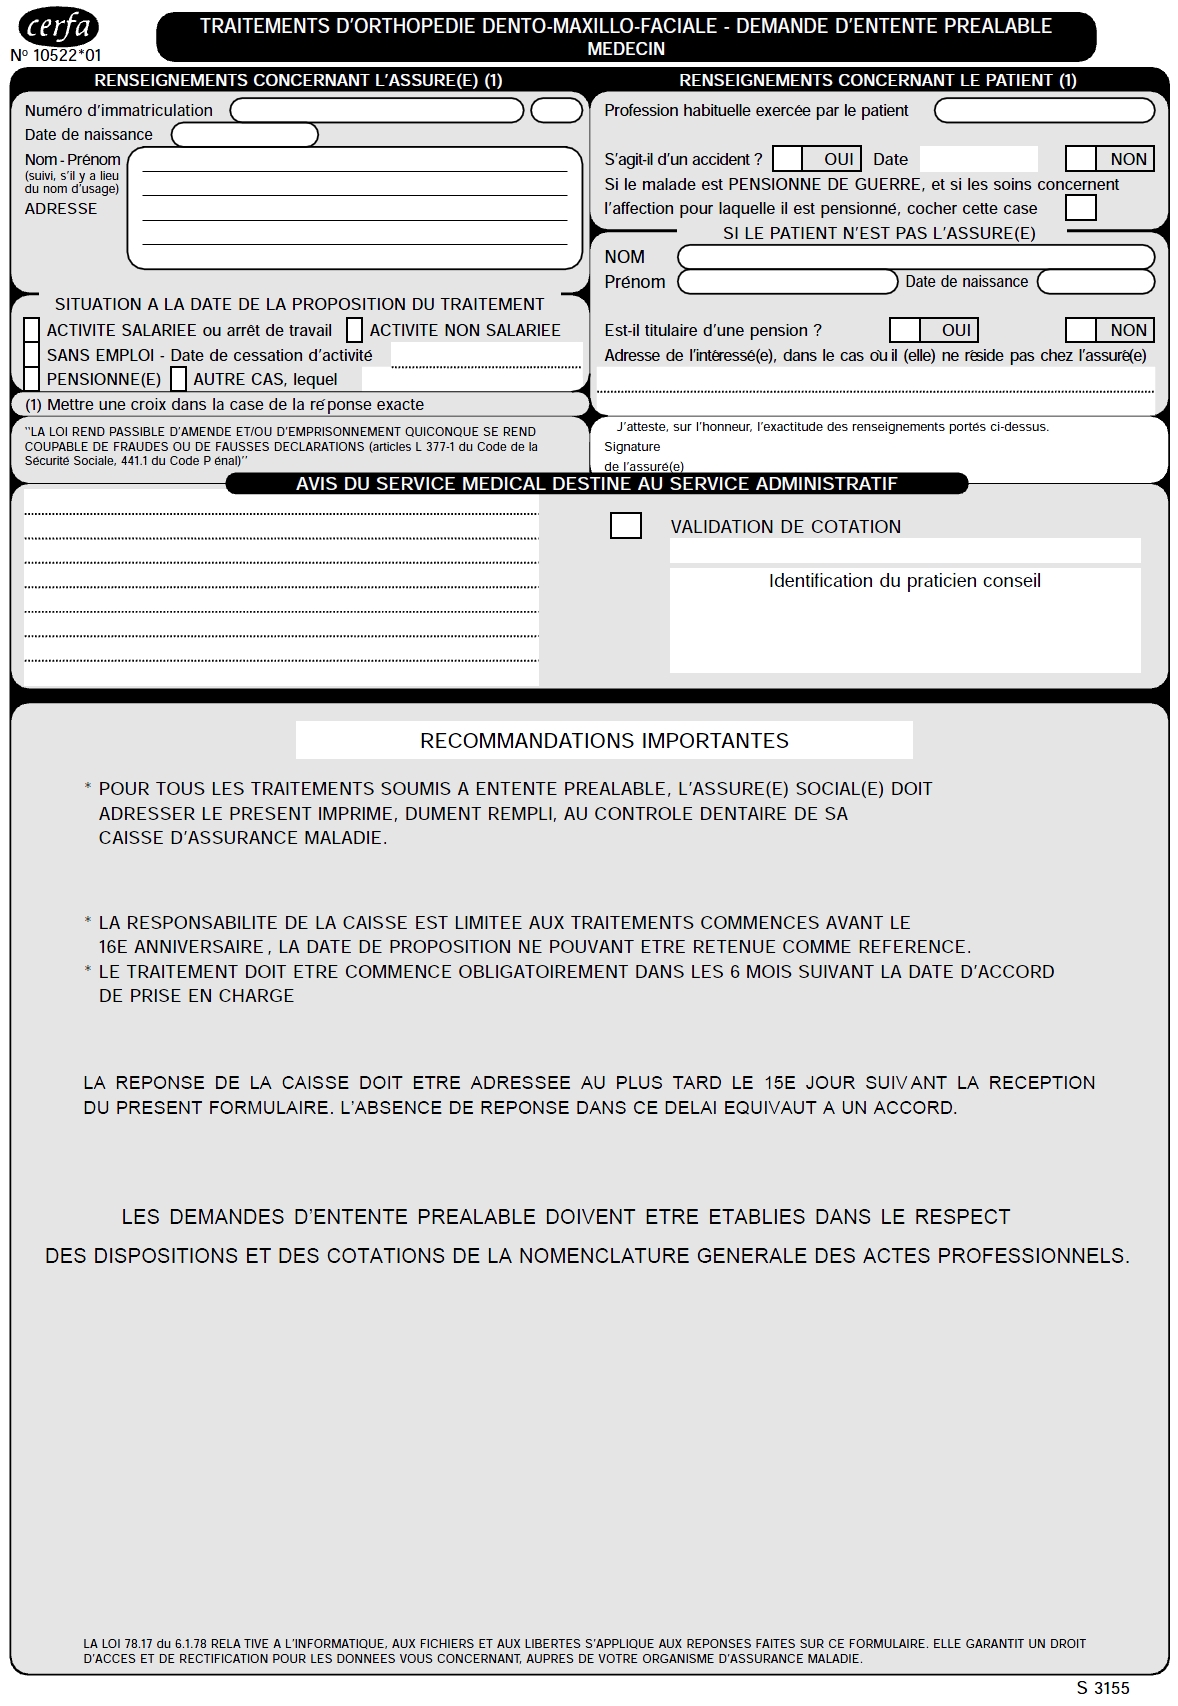 cerfa
No 10522*01
TRAITEMENTS D'ORTHOPEDIE DENTO-MAXILLO-FACIALE - DEMANDE D'ENTENTE PREALABLE
MEDECIN
RENSEIGNEMENTS CONCERNANT L'ASSURE(E) (1)
Numéro d'immatriculation
Date de naissance
Nom - Prénom
(suivi, s'il y a lieu
du nom d'usage)
ADRESSE
SITUATION A LA DATE DE LA PROPOSITION DU TRAITEMENT
ACTIVITE SALARIEE ou arrêt de travail ACTIVITE NON SALARIEE
SANS EMPLOI - Date de cessation d'activité
PENSIONNE(E) AUTRE CAS, lequel
(1) Mettre une croix dans la case de la réponse exacte
"LA LOI REND PASSIBLE D'AMENDE ET/OU D'EMPRISONNEMENT QUICONQUE SE REND
COUPABLE DE FRAUDES OU DE FAUSSES DECLARATIONS (articles L 377-1 du Code de la
Sécurité Sociale, 441.1 du Code P énal)"
RENSEIGNEMENTS CONCERNANT LE PATIENT (1)
Profession habituelle exercée par le patient
S'agit-il d'un accident ? OUI Date NON
Si le malade est PENSIONNE DE GUERRE, et si les soins concernent
l'affection pour laquelle il est pensionné, cocher cette case
SI LE PATIENT N'EST PAS L'ASSURE(E)
NOM
Prénom Date de naissance
Est-il titulaire d'une pension ? OUI NON
Adresse de l'intéressé(e), dans le cas où il (elle) ne réside pas chez l'assuré(e)
J'atteste, sur l'honneur, l'exactitude des renseignements portés ci-dessus.
Signature
de l'assuré(e)
AVIS DU SERVICE MEDICAL DESTINE AU SERVICE ADMINISTRATIF
VALIDATION DE COTATION
Identification du praticien conseil
RECOMMANDATIONS IMPORTANTES
* POUR TOUS LES TRAITEMENTS SOUMIS A ENTENTE PREALABLE, L'ASSURE(E) SOCIAL(E) DOIT
ADRESSER LE PRESENT IMPRIME, DUMENT REMPLI, AU CONTROLE DENTAIRE DE SA
CAISSE D'ASSURANCE MALADIE.
* LA RESPONSABILITE DE LA CAISSE EST LIMITEE AUX TRAITEMENTS COMMENCES AVANT LE
16E ANNIVERSAIRE, LA DATE DE PROPOSITION NE POUVANT ETRE RETENUE COMME REFERENCE.
* LE TRAITEMENT DOIT ETRE COMMENCE OBLIGATOIREMENT DANS LES 6 MOIS SUIVANT LA DATE D'ACCORD
DE PRISE EN CHARGE
LA REPONSE DE LA CAISSE DOIT ETRE ADRESSEE AU PLUS TARD LE 15E JOUR SUIVANT LA RECEPTION
DU PRESENT FORMULAIRE. L'ABSENCE DE REPONSE DANS CE DELAI EQUIVAUT A UN ACCORD.
LES DEMANDES D'ENTENTE PREALABLE DOIVENT ETRE ETABLIES DANS LE RESPECT
DES DISPOSITIONS ET DES COTATIONS DE LA NOMENCLATURE GENERALE DES ACTES PROFESSIONNELS.
LA LOI 78.17 du 6.1.78 RELA TIVE A L'INFORMATIQUE, AUX FICHIERS ET AUX LIBERTES S'APPLIQUE AUX REPONSES FAITES SUR CE FORMULAIRE. ELLE GARANTIT UN DROIT
D'ACCES ET DE RECTIFICATION POUR LES DONNEES VOUS CONCERNANT, AUPRES DE VOTRE ORGANISME D'ASSURANCE MALADIE.
S 3155